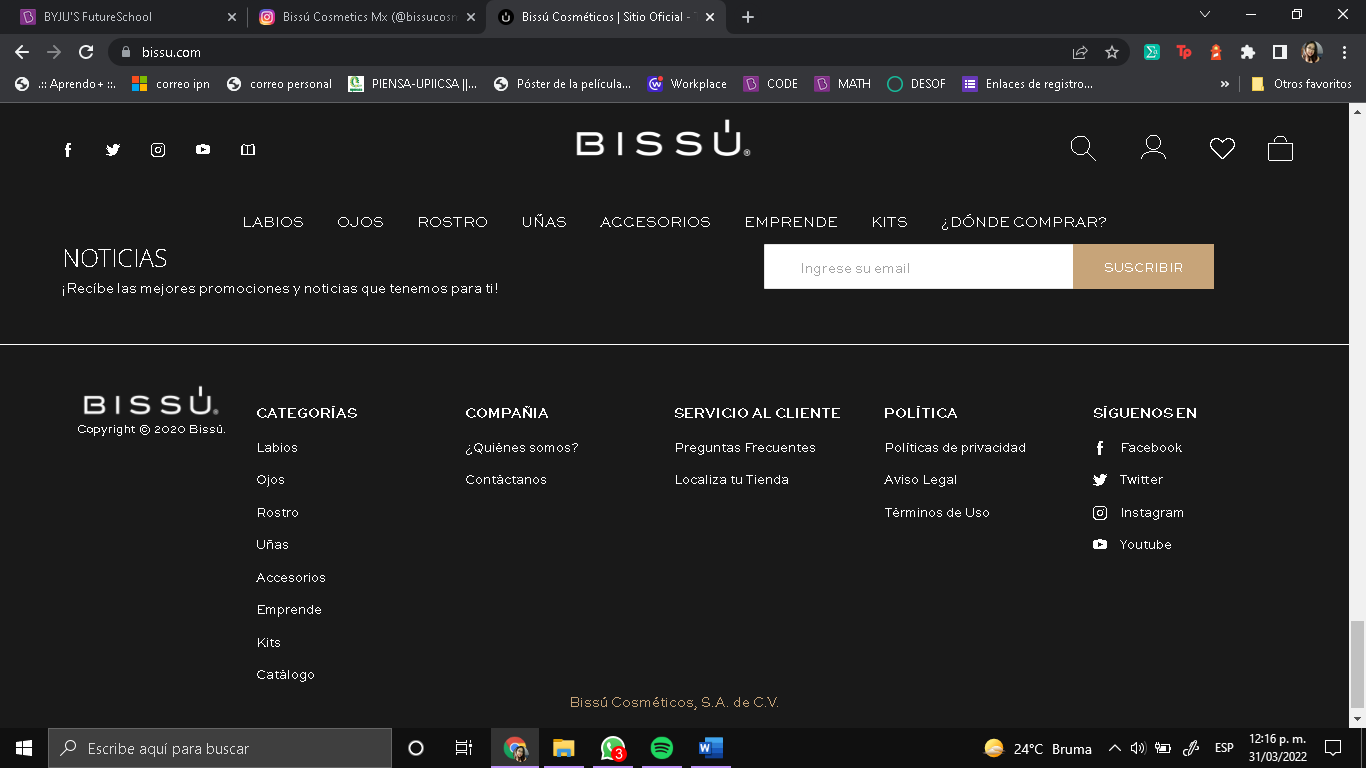 BYJU'S FutureSchool
Bissú Cosmetics Mx (@bissucosn
Bissú Cosméticos | Sitio Oficial -
bissu.com
.:: Aprendo+ ::.
correo ipn
correo personal
PIENSA-UPIICSA ||...
Póster de la película...
Workplace
CODE
MATH
DESOF
Enlaces de registro...
»
Otros favoritos
BISSÚ®
LABIOS OJOS ROSTRO UÑAS ACCESORIOS EMPRENDE KITS ¿DÓNDE COMPRAR?
NOTICIAS
¡Recíbe las mejores promociones y noticias que tenemos para ti!
Ingrese su email
SUSCRIBIR
BISSÚ®
Copyright © 2020 Bissú.
CATEGORÍAS
Labios
Ojos
Rostro
Uñas
Accesorios
Emprende
Kits
Catálogo
COMPAÑIA
¿Quiénes somos?
Contáctanos
SERVICIO AL CLIENTE
Preguntas Frecuentes
Localiza tu Tienda
POLÍTICA
Políticas de privacidad
Aviso Legal
Términos de Uso
SÍGUENOS EN
Facebook
Twitter
Instagram
Youtube
Bissú Cosméticos, S.A. de C.V.
Escribe aquí para buscar
3
24°C Bruma
ESP
12:16 p. m.
31/03/2022